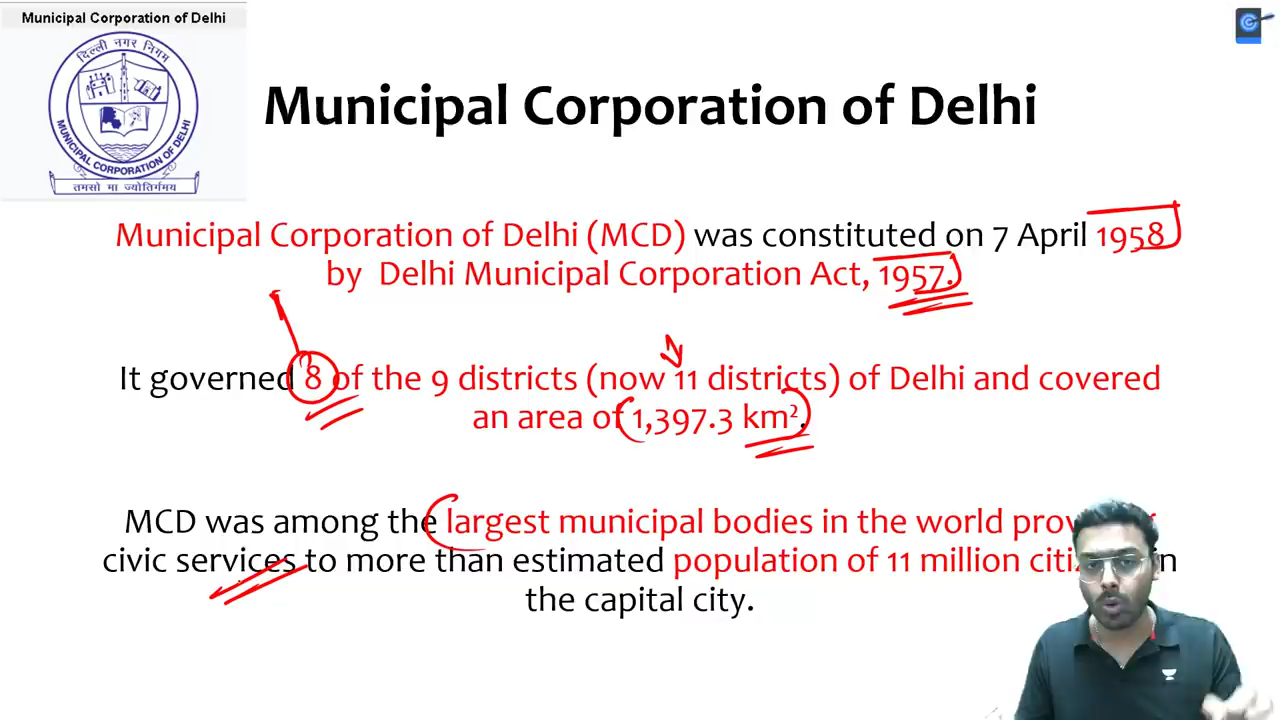 Municipal Corporation of Delhi
दिल्ली नगर निगम
MUNICIPAL CORPORATION OF DELHI
तमसो मा ज्योतिर्गमय
Municipal Corporation of Delhi
Municipal Corporation of Delhi (MCD) was constituted on 7 April 1958
by Delhi Municipal Corporation Act, 1957.
It governed 8 of the 9 districts (now 11 districts) of Delhi and covered
an area of 1,397.3 km².
MCD was among the largest municipal bodies in the world
civic services to more than estimated population of 11 million in
the capital city.